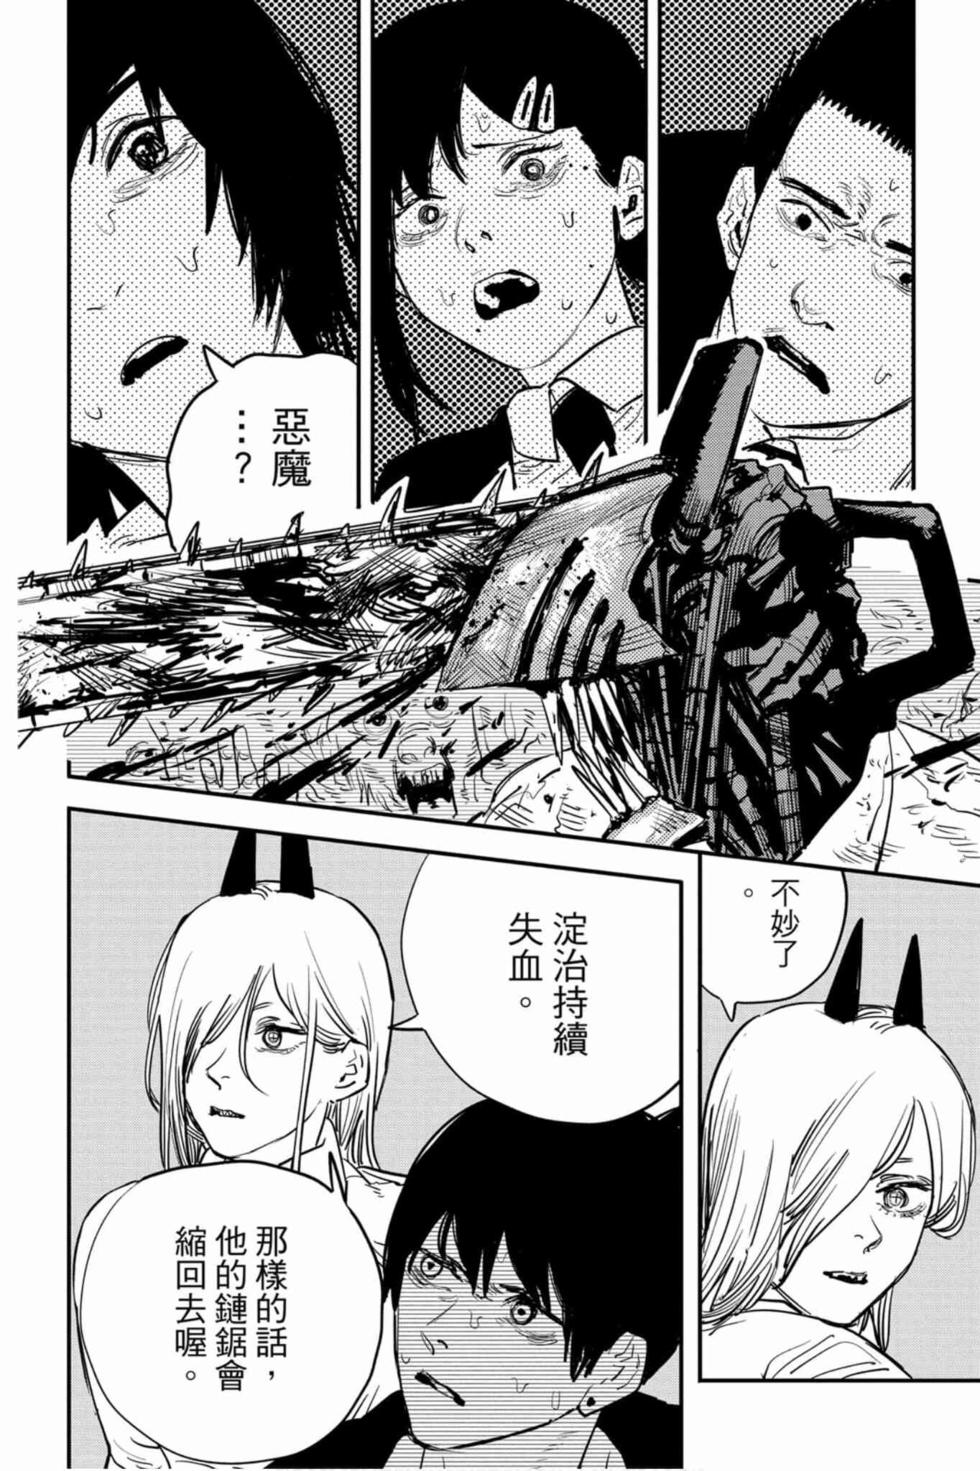 惡魔
…?
不妙了
。
淀治持續
失血。
那樣的話，
他的鏈鋸會
縮回去喔。